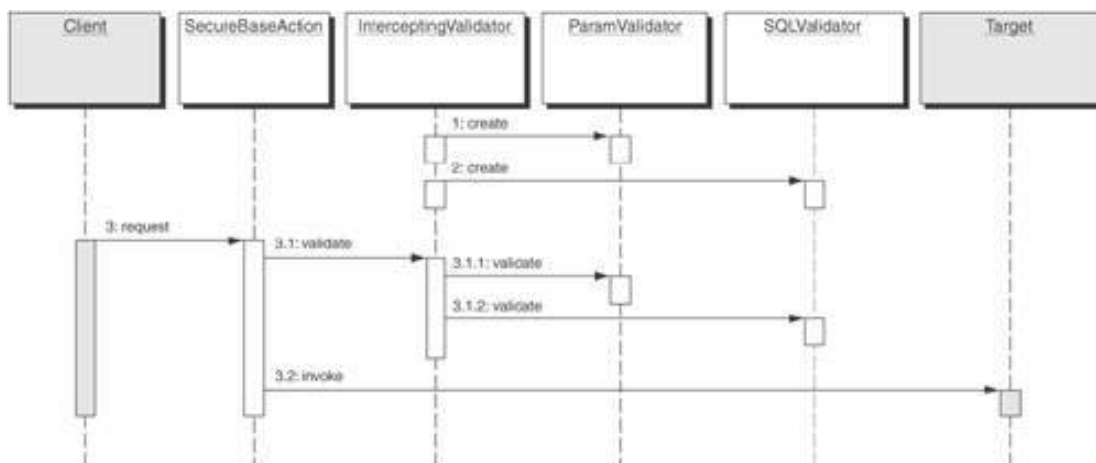 Client
SecureBaseAction
InterceptingValidator
ParamValidator
SQLValidator
Target
1: create
2: create
3: request
3.1: validate
3.1.1: validate
3.1.2: validate
3.2: invoke